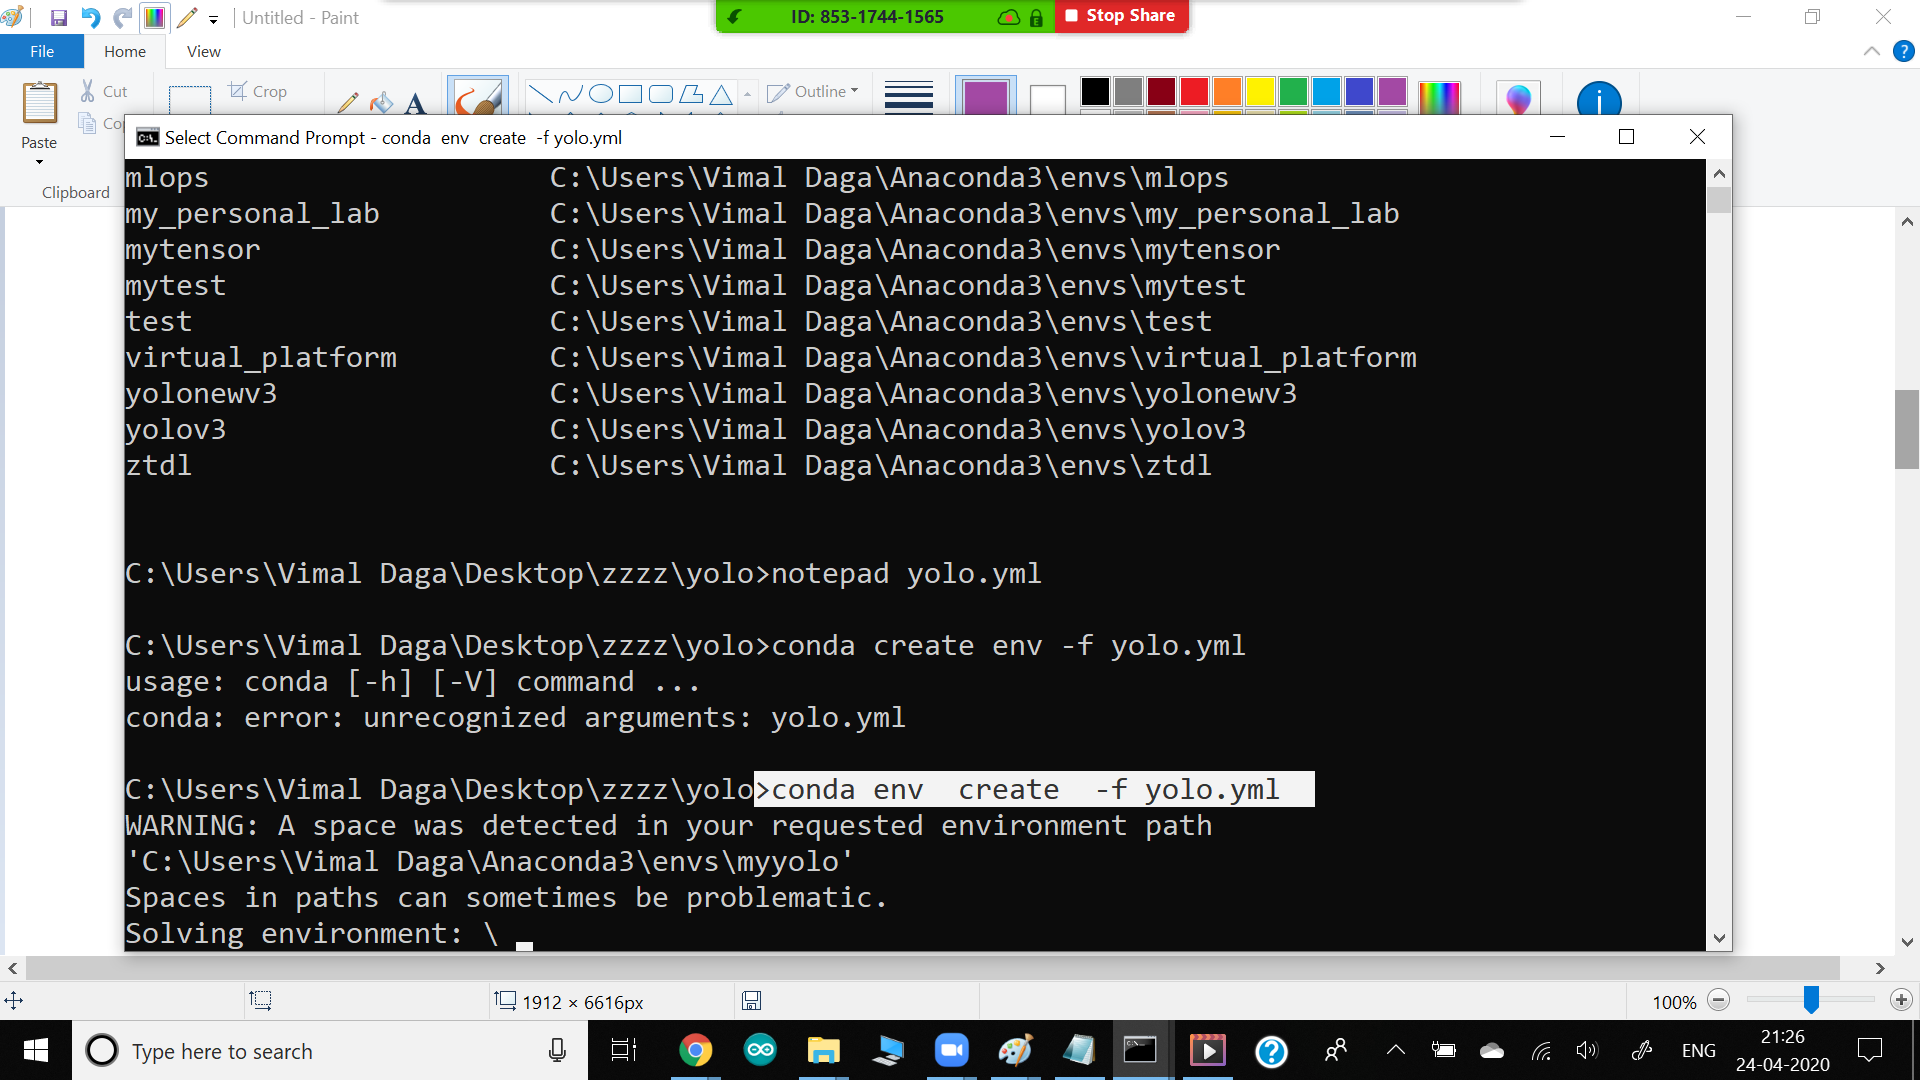 Untitled - Paint
ID: 853-1744-1565
Stop Share
File
Home
View
Cut
Crop
Outline
Paste
Clipboard
Select Command Prompt - conda  env  create  -f yolo.yml
mlops                    C:\Users\Vimal Daga\Anaconda3\envs\mlops
my_personal_lab          C:\Users\Vimal Daga\Anaconda3\envs\my_personal_lab
mytensor                 C:\Users\Vimal Daga\Anaconda3\envs\mytensor
mytest                   C:\Users\Vimal Daga\Anaconda3\envs\mytest
test                     C:\Users\Vimal Daga\Anaconda3\envs\test
virtual_platform         C:\Users\Vimal Daga\Anaconda3\envs\virtual_platform
yolonewv3                C:\Users\Vimal Daga\Anaconda3\envs\yolonewv3
yolov3                   C:\Users\Vimal Daga\Anaconda3\envs\yolov3
ztdl                     C:\Users\Vimal Daga\Anaconda3\envs\ztdl
C:\Users\Vimal Daga\Desktop\zzzz\yolo>notepad yolo.yml
C:\Users\Vimal Daga\Desktop\zzzz\yolo>conda create env -f yolo.yml
usage: conda [-h] [-V] command ...
conda: error: unrecognized arguments: yolo.yml
C:\Users\Vimal Daga\Desktop\zzzz\yolo>conda env  create  -f yolo.yml
WARNING: A space was detected in your requested environment path
'C:\Users\Vimal Daga\Anaconda3\envs\myyolo'
Spaces in paths can sometimes be problematic.
Solving environment: \
1912 × 6616px
100%
Type here to search
ENG
21:26
24-04-2020